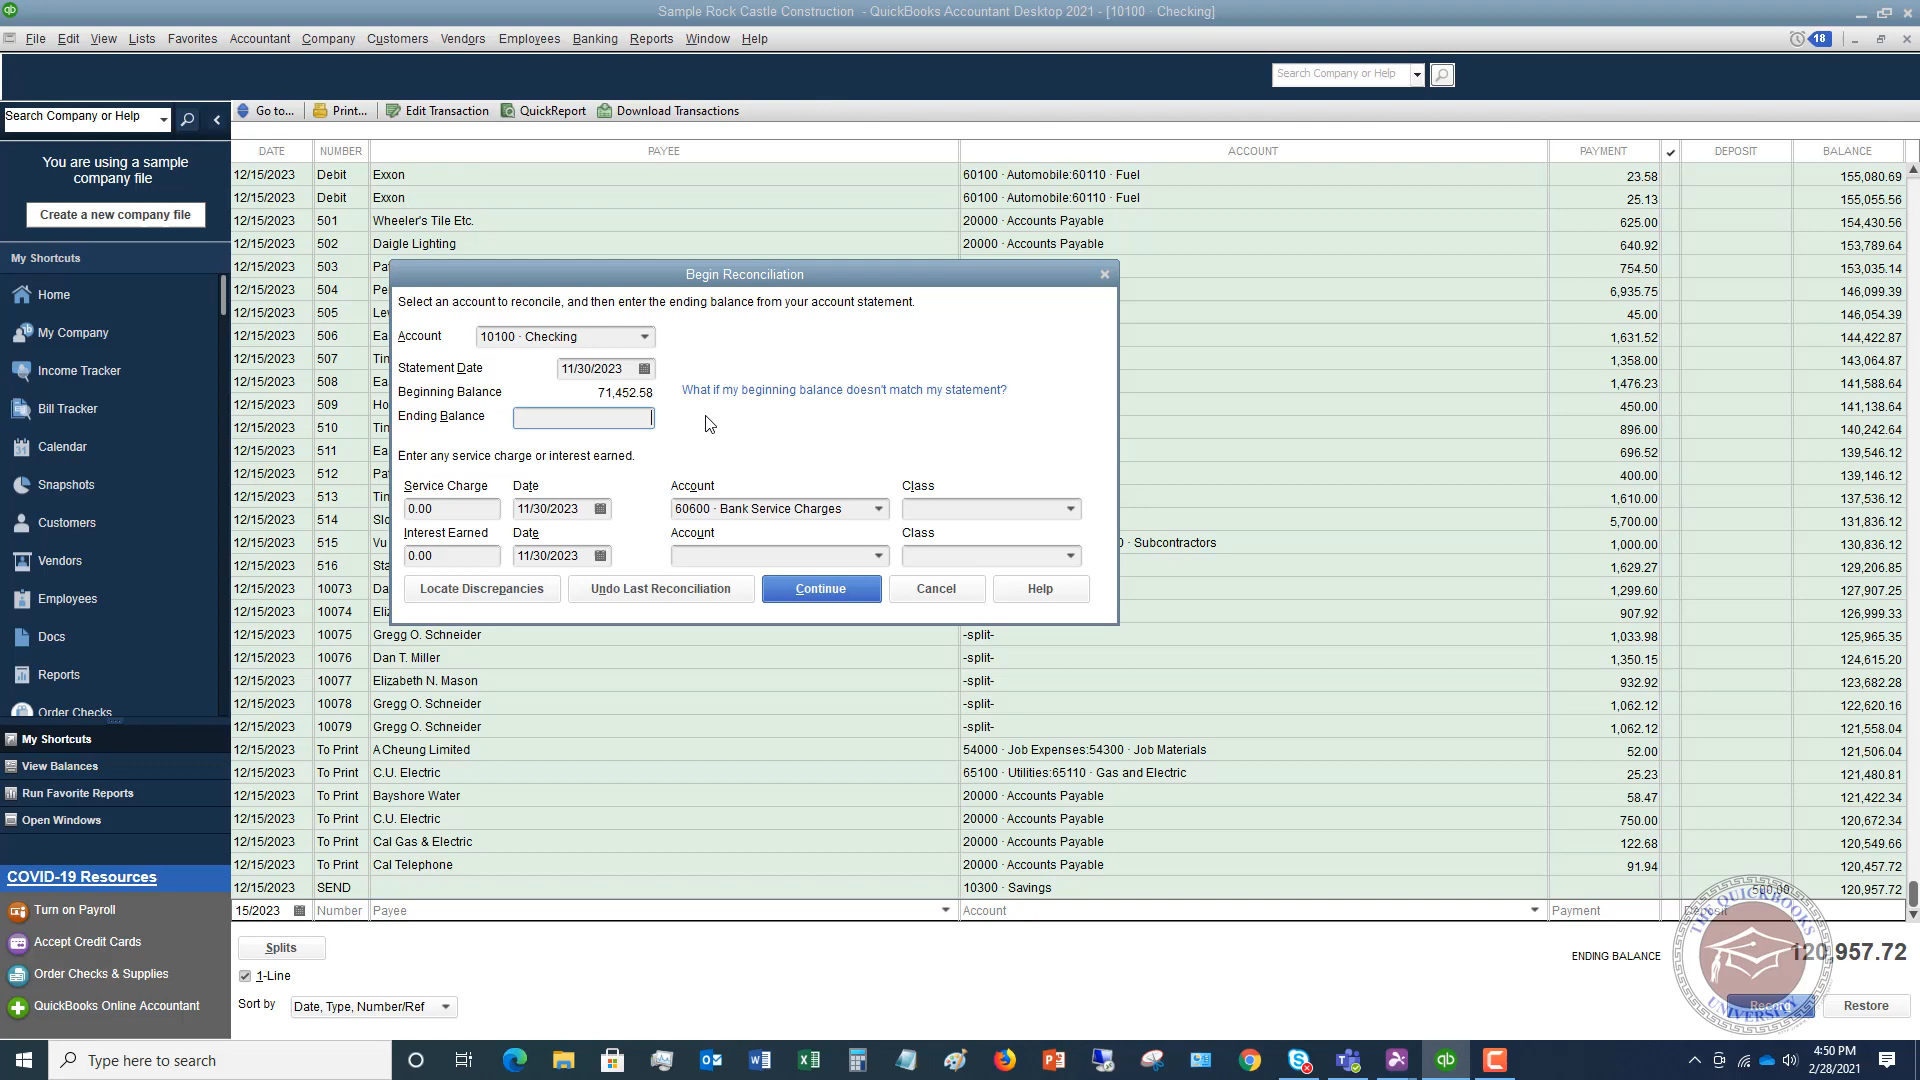 Sample Rock Castle Construction - QuickBooks Accountant Desktop 2021 - [10100 · Checking]
File Edit View Lists Favorites Accountant Company Customers Vendors Employees Banking Reports Window Help
18
Search Company or Help
Search Company or Help
Go to... Print... Edit Transaction QuickReport Download Transactions
You are using a sample
company file
Create a new company file
My Shortcuts
Home
My Company
Income Tracker
Bill Tracker
Calendar
Snapshots
Customers
Vendors
Employees
Docs
Reports
Order Checks
My Shortcuts
View Balances
Run Favorite Reports
Open Windows
COVID-19 Resources
Turn on Payroll
Accept Credit Cards
Order Checks & Supplies
QuickBooks Online Accountant
DATE NUMBER PAYEE ACCOUNT PAYMENT ✓ DEPOSIT BALANCE
12/15/2023 Debit Exxon 60100 · Automobile:60110 · Fuel 23.58 155,080.69
12/15/2023 Debit Exxon 60100 · Automobile:60110 · Fuel 25.13 155,055.56
12/15/2023 501 Wheeler's Tile Etc. 20000 · Accounts Payable 625.00 154,430.56
12/15/2023 502 Daigle Lighting 20000 · Accounts Payable 640.92 153,789.64
12/15/2023 503 Pa 754.50 153,035.14
12/15/2023 504 Pe 6,935.75 146,099.39
12/15/2023 505 Lev 45.00 146,054.39
12/15/2023 506 Ea 1,631.52 144,422.87
12/15/2023 507 Tin 1,358.00 143,064.87
12/15/2023 508 Ea 1,476.23 141,588.64
12/15/2023 509 Ho 450.00 141,138.64
12/15/2023 510 Tin 896.00 140,242.64
12/15/2023 511 Ea 696.52 139,546.12
12/15/2023 512 Pa 400.00 139,146.12
12/15/2023 513 Tin 1,610.00 137,536.12
12/15/2023 514 Slo 5,700.00 131,836.12
12/15/2023 515 Vu 0 · Subcontractors 1,000.00 130,836.12
12/15/2023 516 Sta 1,629.27 129,206.85
12/15/2023 10073 Da 1,299.60 127,907.25
12/15/2023 10074 Eliz 907.92 126,999.33
12/15/2023 10075 Gregg O. Schneider -split- 1,033.98 125,965.35
12/15/2023 10076 Dan T. Miller -split- 1,350.15 124,615.20
12/15/2023 10077 Elizabeth N. Mason -split- 932.92 123,682.28
12/15/2023 10078 Gregg O. Schneider -split- 1,062.12 122,620.16
12/15/2023 10079 Gregg O. Schneider -split- 1,062.12 121,558.04
12/15/2023 To Print A Cheung Limited 54000 · Job Expenses:54300 · Job Materials 52.00 121,506.04
12/15/2023 To Print C.U. Electric 65100 · Utilities:65110 · Gas and Electric 25.23 121,480.81
12/15/2023 To Print Bayshore Water 20000 · Accounts Payable 58.47 121,422.34
12/15/2023 To Print C.U. Electric 20000 · Accounts Payable 750.00 120,672.34
12/15/2023 To Print Cal Gas & Electric 20000 · Accounts Payable 122.68 120,549.66
12/15/2023 To Print Cal Telephone 20000 · Accounts Payable 91.94 120,457.72
12/15/2023 SEND 10300 · Savings 500.00 120,957.72
15/2023 Number Payee Account Payment Deposit
Begin Reconciliation
Select an account to reconcile, and then enter the ending balance from your account statement.
Account 10100 · Checking
Statement Date 11/30/2023
Beginning Balance 71,452.58 What if my beginning balance doesn't match my statement?
Ending Balance
Enter any service charge or interest earned.
Service Charge Date Account Class
0.00 11/30/2023 60600 · Bank Service Charges
Interest Earned Date Account Class
0.00 11/30/2023
Locate Discrepancies Undo Last Reconciliation Continue Cancel Help
Splits
1-Line
Sort by Date, Type, Number/Ref
ENDING BALANCE 120,957.72
Record Restore
THE QUICKBOOKS
UNIVERSITY
Type here to search
4:50 PM
2/28/2021